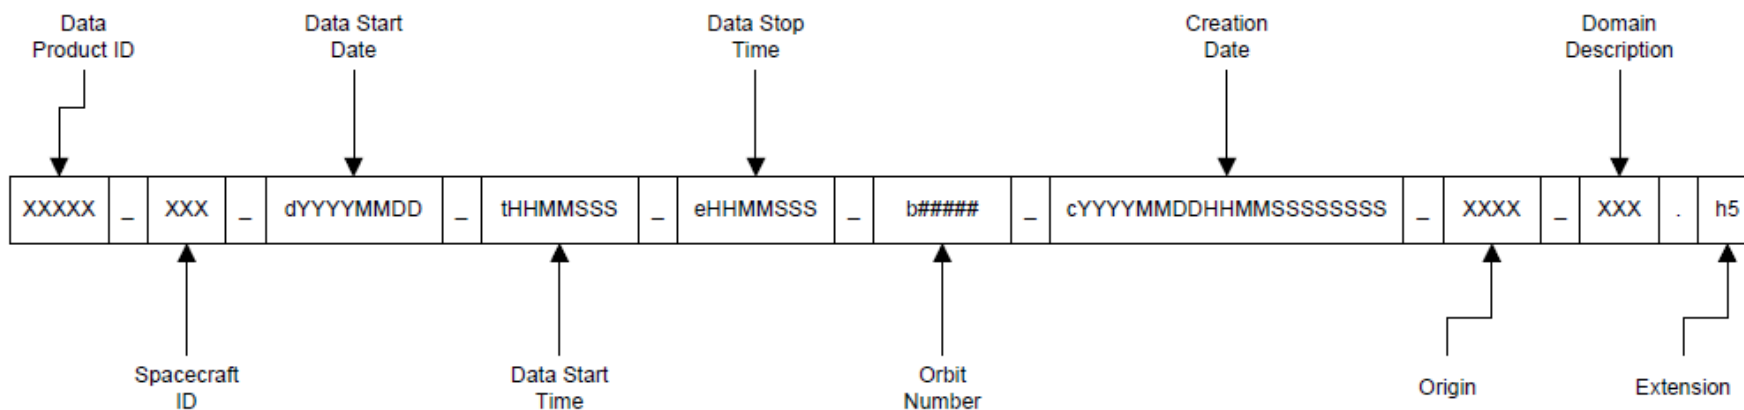 Data Product ID
Data Start Date
Data Stop Time
Creation Date
Domain Description
XXXXX _ XXX _ dYYYYMMDD _ tHHMMSSS _ eHHMMSSS _ b##### _ cYYYYMMDDHHMMSSSSSSSS _ XXXX _ XXX . h5
Spacecraft ID
Data Start Time
Orbit Number
Origin
Extension